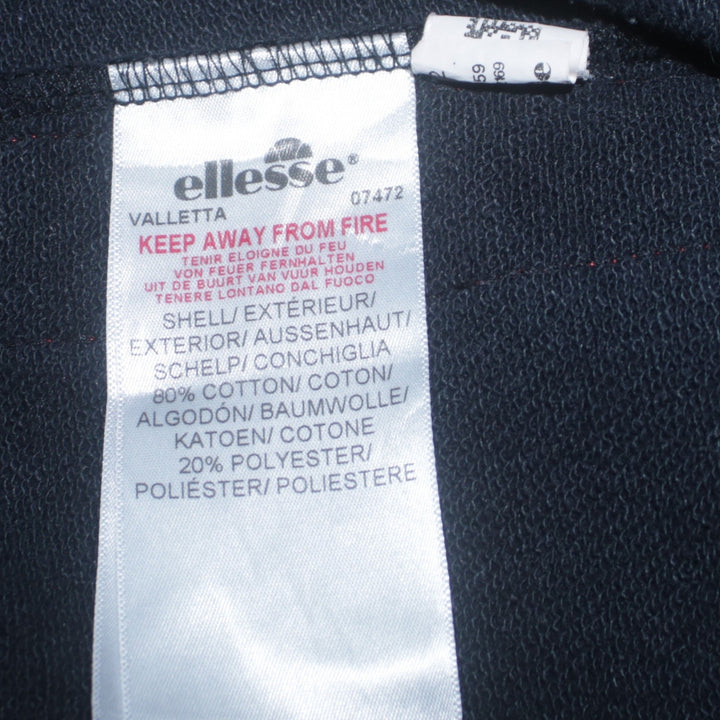 59
69
e
ellesse®
VALLETTA 07472
KEEP AWAY FROM FIRE
TENIR ELOIGNE DU FEU
VON FEUER FERNHALTEN
UIT DE BUURT VAN VUUR HOUDEN
TENERE LONTANO DAL FUOCO
SHELL/ EXTÉRIEUR/
EXTERIOR/ AUSSENHAUT/
SCHELP/ CONCHIGLIA
80% COTTON/ COTON/
ALGODÓN/ BAUMWOLLE/
KATOEN/ COTONE
20% POLYESTER/
POLIÉSTER/ POLIESTERE